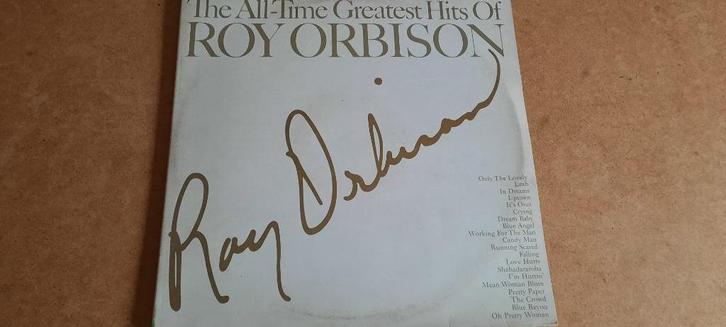 The All-Time Greatest Hits Of
ROY ORBISON
Roy Orbison
Only The Lonely
Leah
In Dreams
Uptown
It's Over
Crying
Dream Baby
Blue Angel
Working For The Man
Candy Man
Running Scared
Falling
Love Hurts
Shahadaroba
I'm Hurtin'
Mean Woman Blues
Pretty Paper
The Crowd
Blue Bayou
Oh Pretty Woman